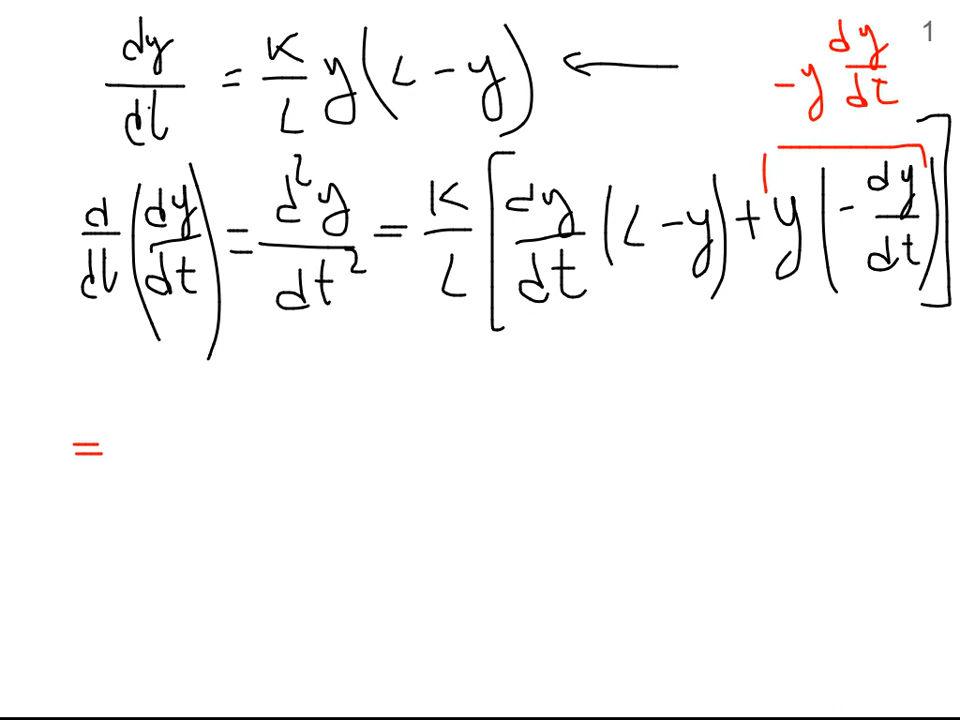 1
dy/dt = K/L y(L - y) ←
-y dy/dt
d/dt (dy/dt) = d²y/dt² = K/L [dy/dt (L - y) + y(-dy/dt)]
=